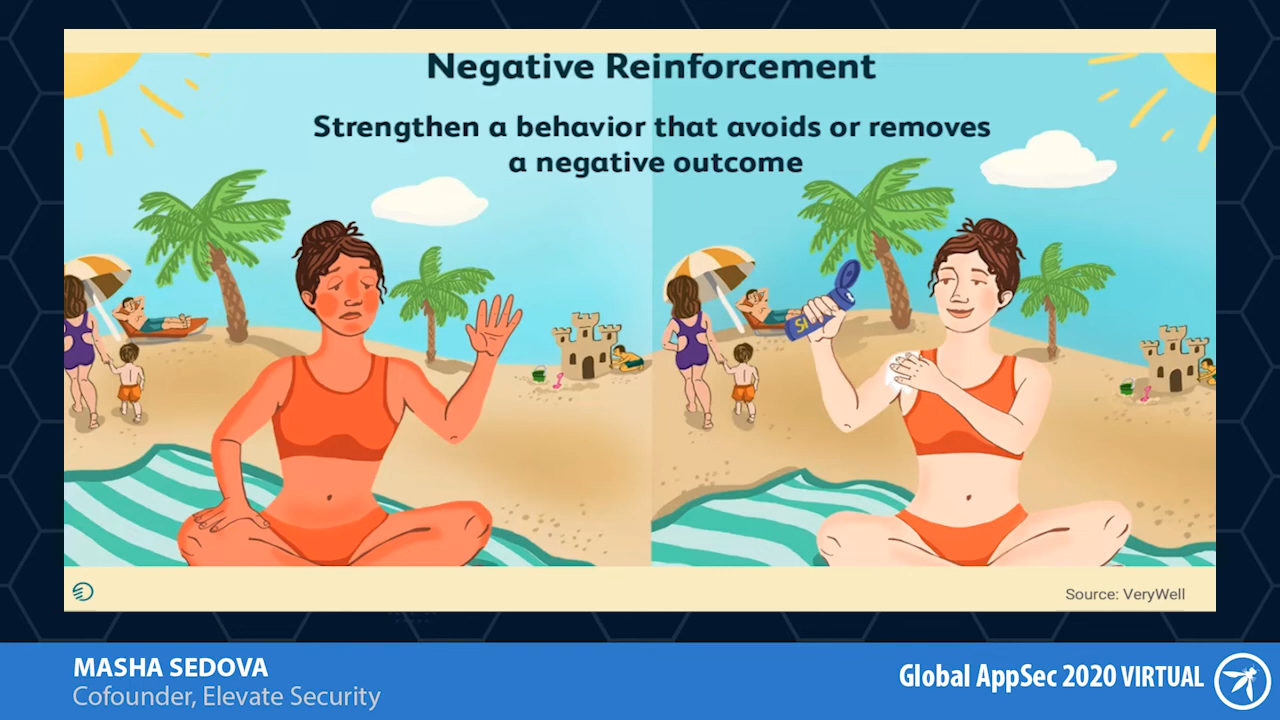 Negative Reinforcement
Strengthen a behavior that avoids or removes
a negative outcome
Source: VeryWell
MASHA SEDOVA
Cofounder, Elevate Security
Global AppSec 2020 VIRTUAL